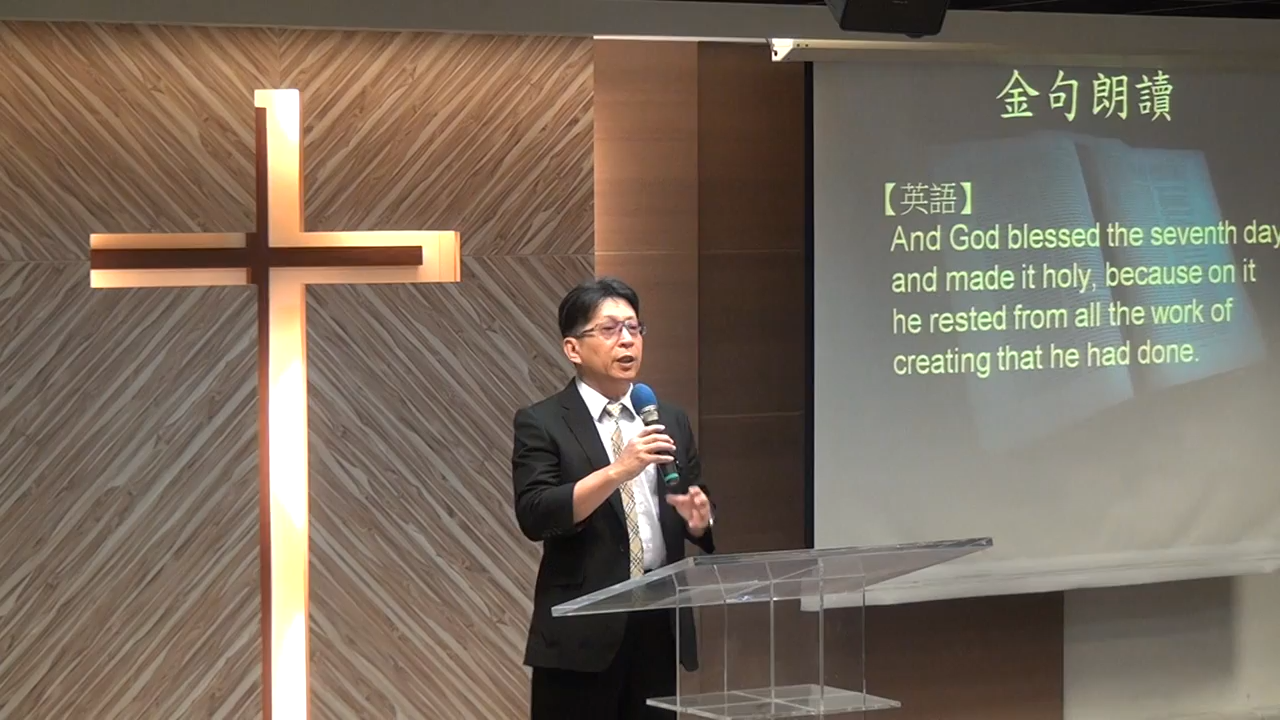 金句朗讀
【英語】
And God blessed the seventh day
and made it holy, because on it
he rested from all the work of
creating that he had done.